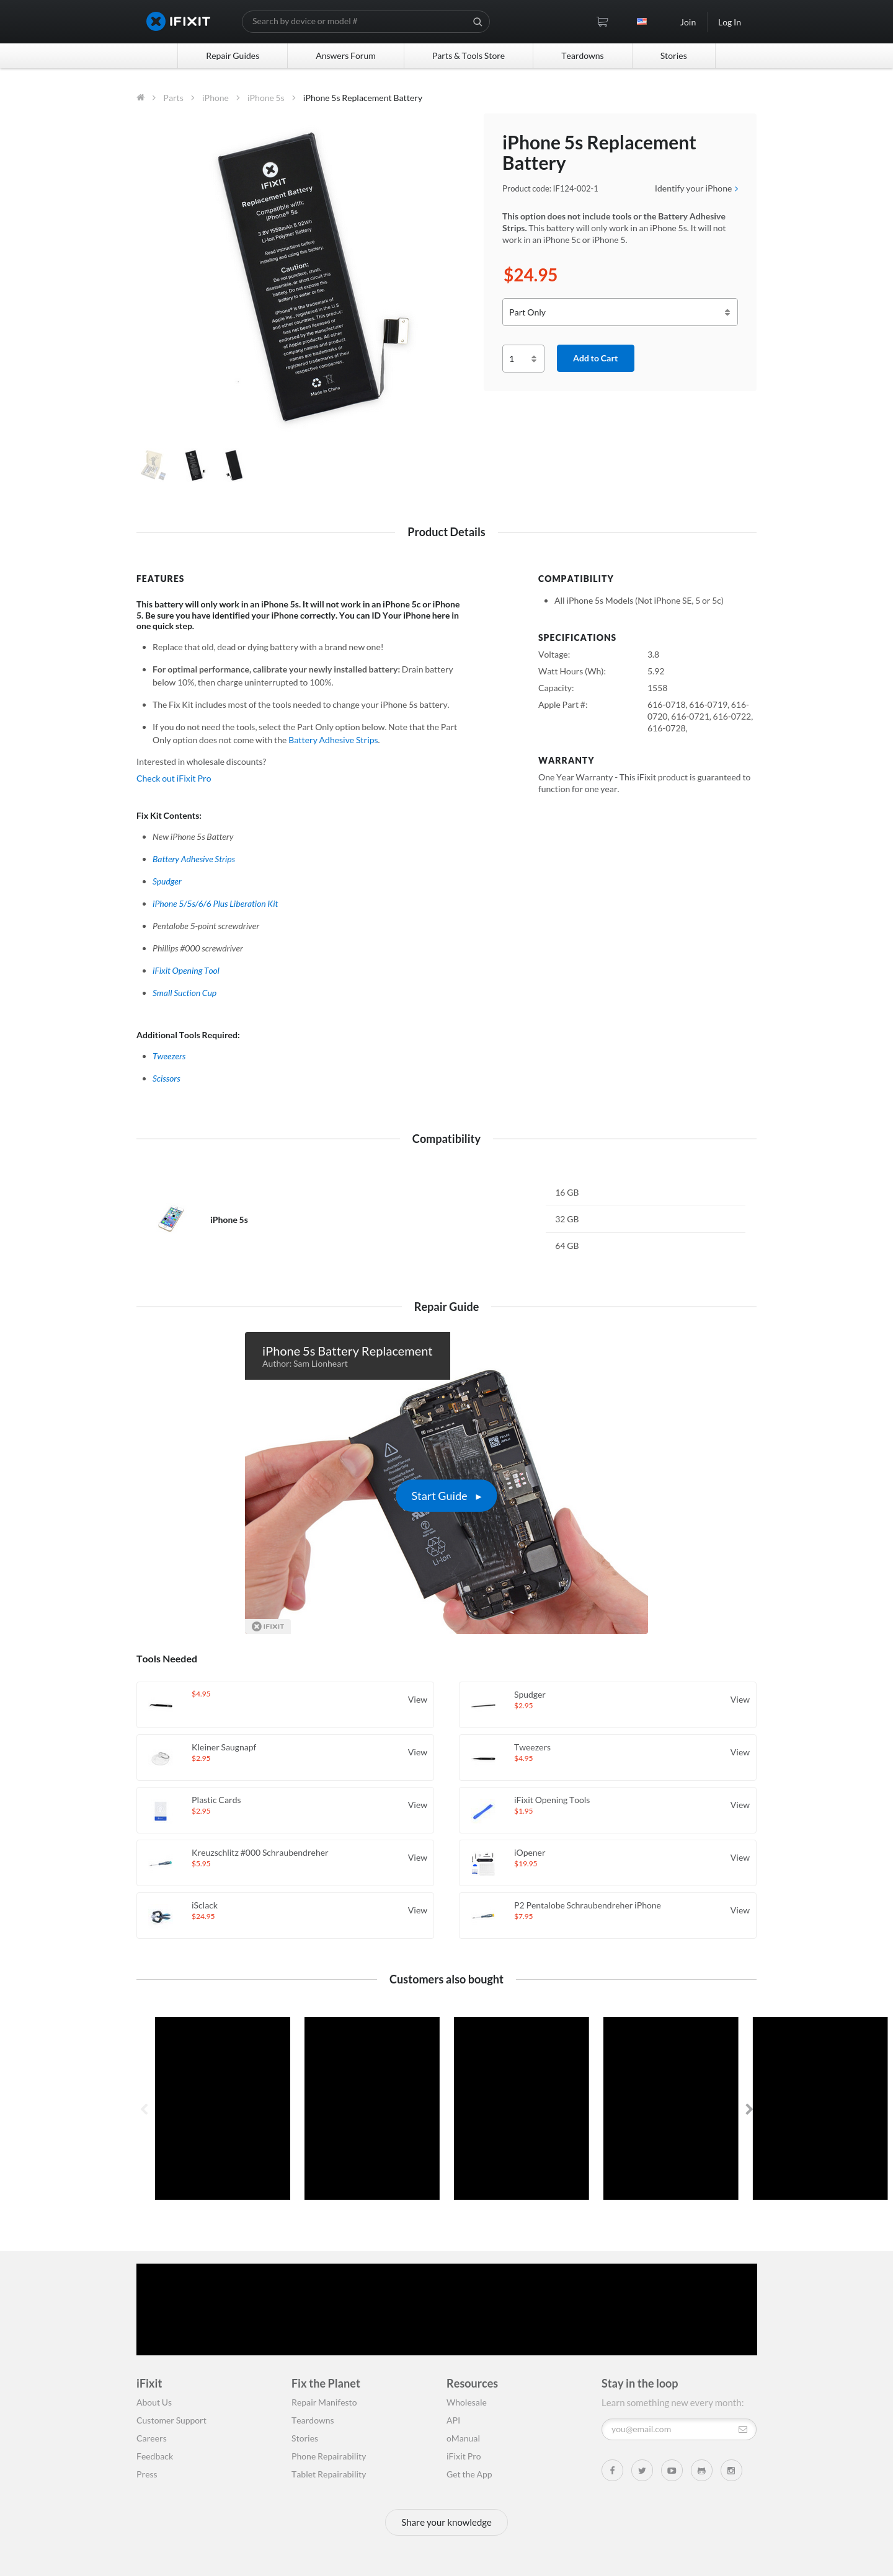 IFIXIT
Search by device or model #
Join
Log In
Repair Guides
Answers Forum
Parts & Tools Store
Teardowns
Stories
Parts
iPhone
iPhone 5s
iPhone 5s Replacement Battery
IFIXIT
Replacement Battery
Compatible with:
iPhone® 5s
3.8V 1558mAh 5.92Wh
Li-Ion Polymer Battery
Read instructions before
installing and using this battery.
Caution:
Do not puncture, crush,
disassemble, or short circuit.
Do not expose this
battery to water or fire.
iPhone® is the trademark of
Apple Inc., registered in the U.S
and other countries. This product
has not been licensed or
endorsed by Apple. All other
company names and product
names are trademarks of their
respective companies.
Made in China
iPhone 5s Replacement
Battery
Product code: IF124-002-1
Identify your iPhone
This option does not include tools or the Battery Adhesive
Strips. This battery will only work in an iPhone 5s. It will not
work in an iPhone 5c or iPhone 5.
$24.95
Part Only
1
Add to Cart
Product Details
FEATURES
This battery will only work in an iPhone 5s. It will not work in an iPhone 5c or iPhone
5. Be sure you have identified your iPhone correctly. You can ID Your iPhone here in
one quick step.
Replace that old, dead or dying battery with a brand new one!
For optimal performance, calibrate your newly installed battery: Drain battery
below 10%, then charge uninterrupted to 100%.
The Fix Kit includes most of the tools needed to change your iPhone 5s battery.
If you do not need the tools, select the Part Only option below. Note that the Part
Only option does not come with the Battery Adhesive Strips.
Interested in wholesale discounts?
Check out iFixit Pro
Fix Kit Contents:
New iPhone 5s Battery
Battery Adhesive Strips
Spudger
iPhone 5/5s/6/6 Plus Liberation Kit
Pentalobe 5-point screwdriver
Phillips #000 screwdriver
iFixit Opening Tool
Small Suction Cup
Additional Tools Required:
Tweezers
Scissors
COMPATIBILITY
All iPhone 5s Models (Not iPhone SE, 5 or 5c)
SPECIFICATIONS
Voltage:
3.8
Watt Hours (Wh):
5.92
Capacity:
1558
Apple Part #:
616-0718, 616-0719, 616-
0720, 616-0721, 616-0722,
616-0728,
WARRANTY
One Year Warranty - This iFixit product is guaranteed to
function for one year.
Compatibility
iPhone 5s
16 GB
32 GB
64 GB
Repair Guide
iPhone 5s Battery Replacement
Author: Sam Lionheart
Start Guide
Li-ion
IFIXIT
Tools Needed
$4.95
View
Spudger
$2.95
View
Kleiner Saugnapf
$2.95
View
Tweezers
$4.95
View
Plastic Cards
$2.95
View
iFixit Opening Tools
$1.95
View
Kreuzschlitz #000 Schraubendreher
$5.95
View
iOpener
$19.95
View
iSclack
$24.95
View
P2 Pentalobe Schraubendreher iPhone
$7.95
View
Customers also bought
iFixit
About Us
Customer Support
Careers
Feedback
Press
Fix the Planet
Repair Manifesto
Teardowns
Stories
Phone Repairability
Tablet Repairability
Resources
Wholesale
API
oManual
iFixit Pro
Get the App
Stay in the loop
Learn something new every month:
you@email.com
Share your knowledge